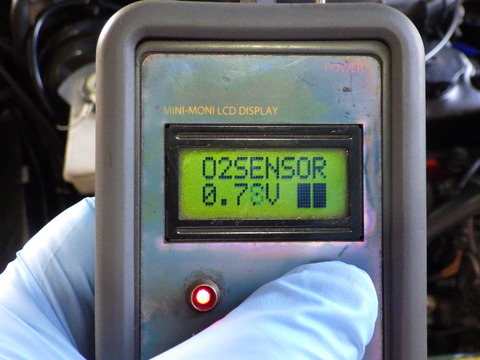 POWER
MINI-MONI LCD DISPLAY
O2SENSOR
0.78V